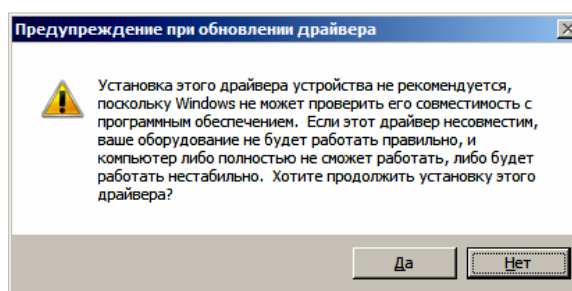 Предупреждение при обновлении драйвера
Установка этого драйвера устройства не рекомендуется,
поскольку Windows не может проверить его совместимость с
программным обеспечением. Если этот драйвер несовместим,
ваше оборудование не будет работать правильно, и
компьютер либо полностью не сможет работать, либо будет
работать нестабильно. Хотите продолжить установку этого
драйвера?
Да
Нет